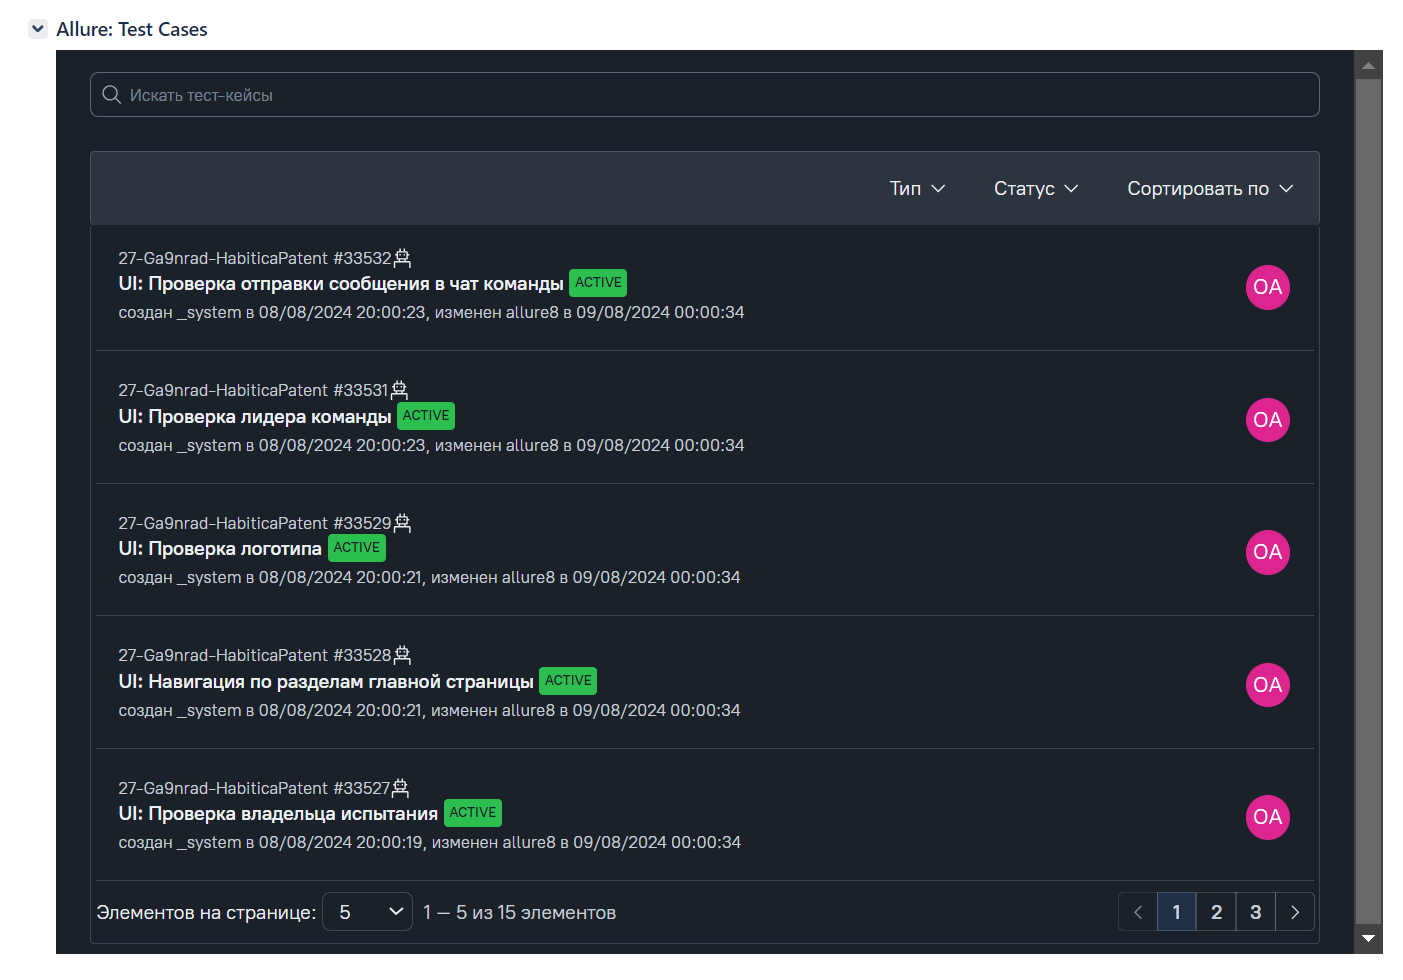 Allure: Test Cases
Искать тест-кейсы
Тип Статус Сортировать по
27-Ga9nrad-HabiticaPatent #33532
UI: Проверка отправки сообщения в чат команды ACTIVE
OA
создан _system в 08/08/2024 20:00:23, изменен allure8 в 09/08/2024 00:00:34
27-Ga9nrad-HabiticaPatent #33531
UI: Проверка лидера команды ACTIVE
OA
создан _system в 08/08/2024 20:00:23, изменен allure8 в 09/08/2024 00:00:34
27-Ga9nrad-HabiticaPatent #33529
UI: Проверка логотипа ACTIVE
OA
создан _system в 08/08/2024 20:00:21, изменен allure8 в 09/08/2024 00:00:34
27-Ga9nrad-HabiticaPatent #33528
UI: Навигация по разделам главной страницы ACTIVE
OA
создан _system в 08/08/2024 20:00:21, изменен allure8 в 09/08/2024 00:00:34
27-Ga9nrad-HabiticaPatent #33527
UI: Проверка владельца испытания ACTIVE
OA
создан _system в 08/08/2024 20:00:19, изменен allure8 в 09/08/2024 00:00:34
Элементов на странице: 5 1 — 5 из 15 элементов 1 2 3